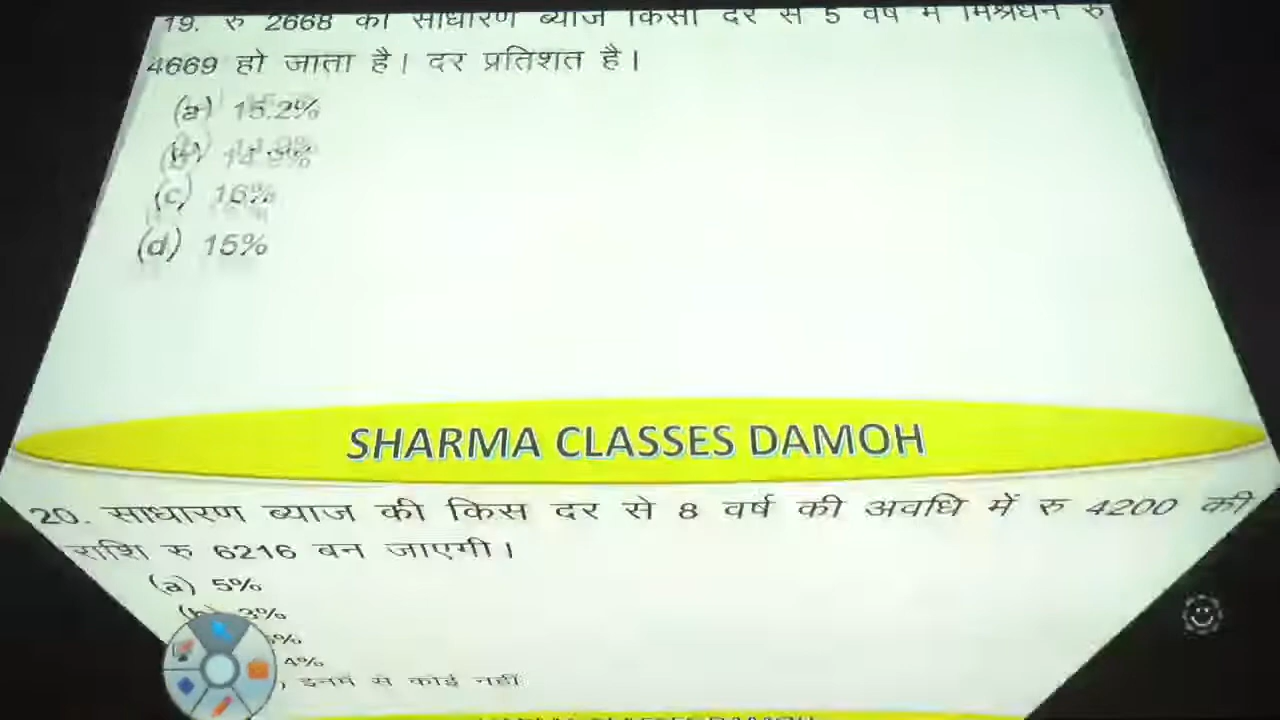 19. रु 2668 का साधारण ब्याज किसी दर से 5 वर्ष में मिश्रधन रु
4669 हो जाता है। दर प्रतिशत है।
(a) 15.2%
(b)
(c) 16%
(d) 15%
SHARMA CLASSES DAMOH
20. साधारण ब्याज की किस दर से 8 वर्ष की अवधि में रु 4200 की
राशि रु 6216 बन जाएगी।
(a) 5%
(b) 3%
4%
इनमें से कोई नहीं